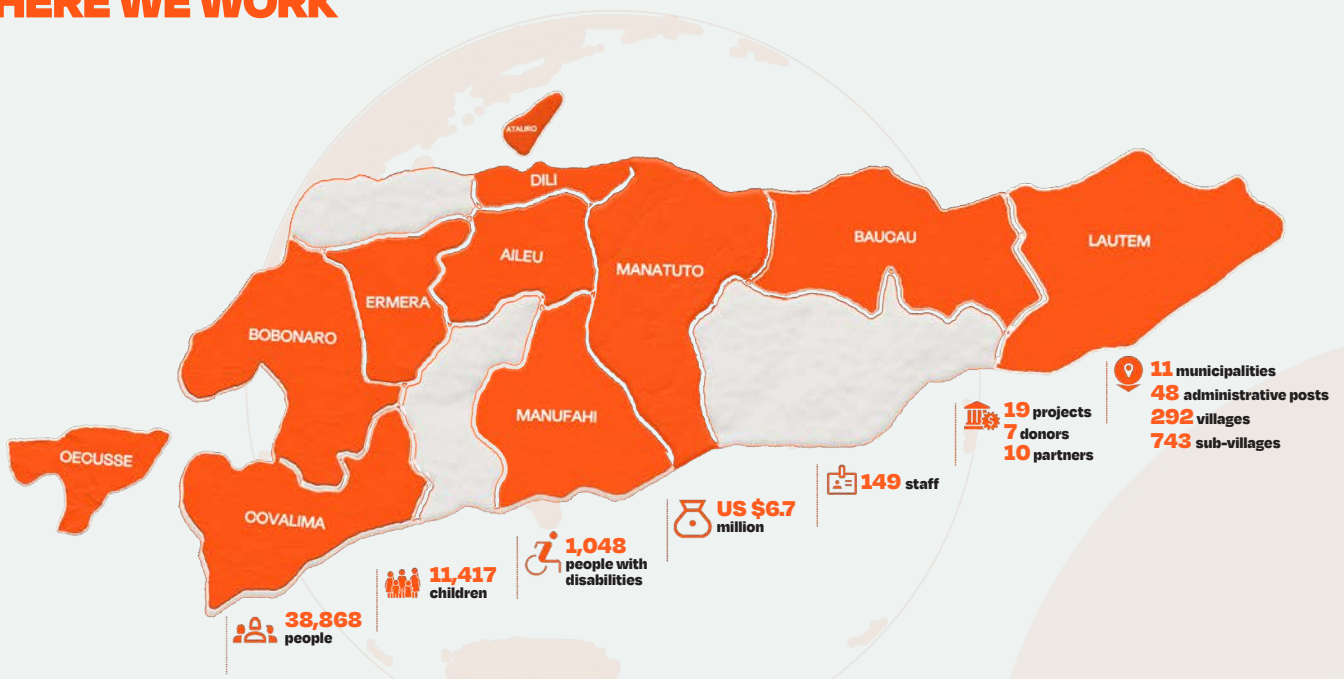 HERE WE WORK
ATAURO
DILI
AILEU
MANATUTO
BAUCAU
LAUTEM
ERMERA
BOBONARO
MANUFAHI
OECUSSE
COVALIMA
11 municipalities
48 administrative posts
292 villages
743 sub-villages
19 projects
7 donors
10 partners
149 staff
US $6.7
million
1,048
people with
disabilities
11,417
children
38,868
people